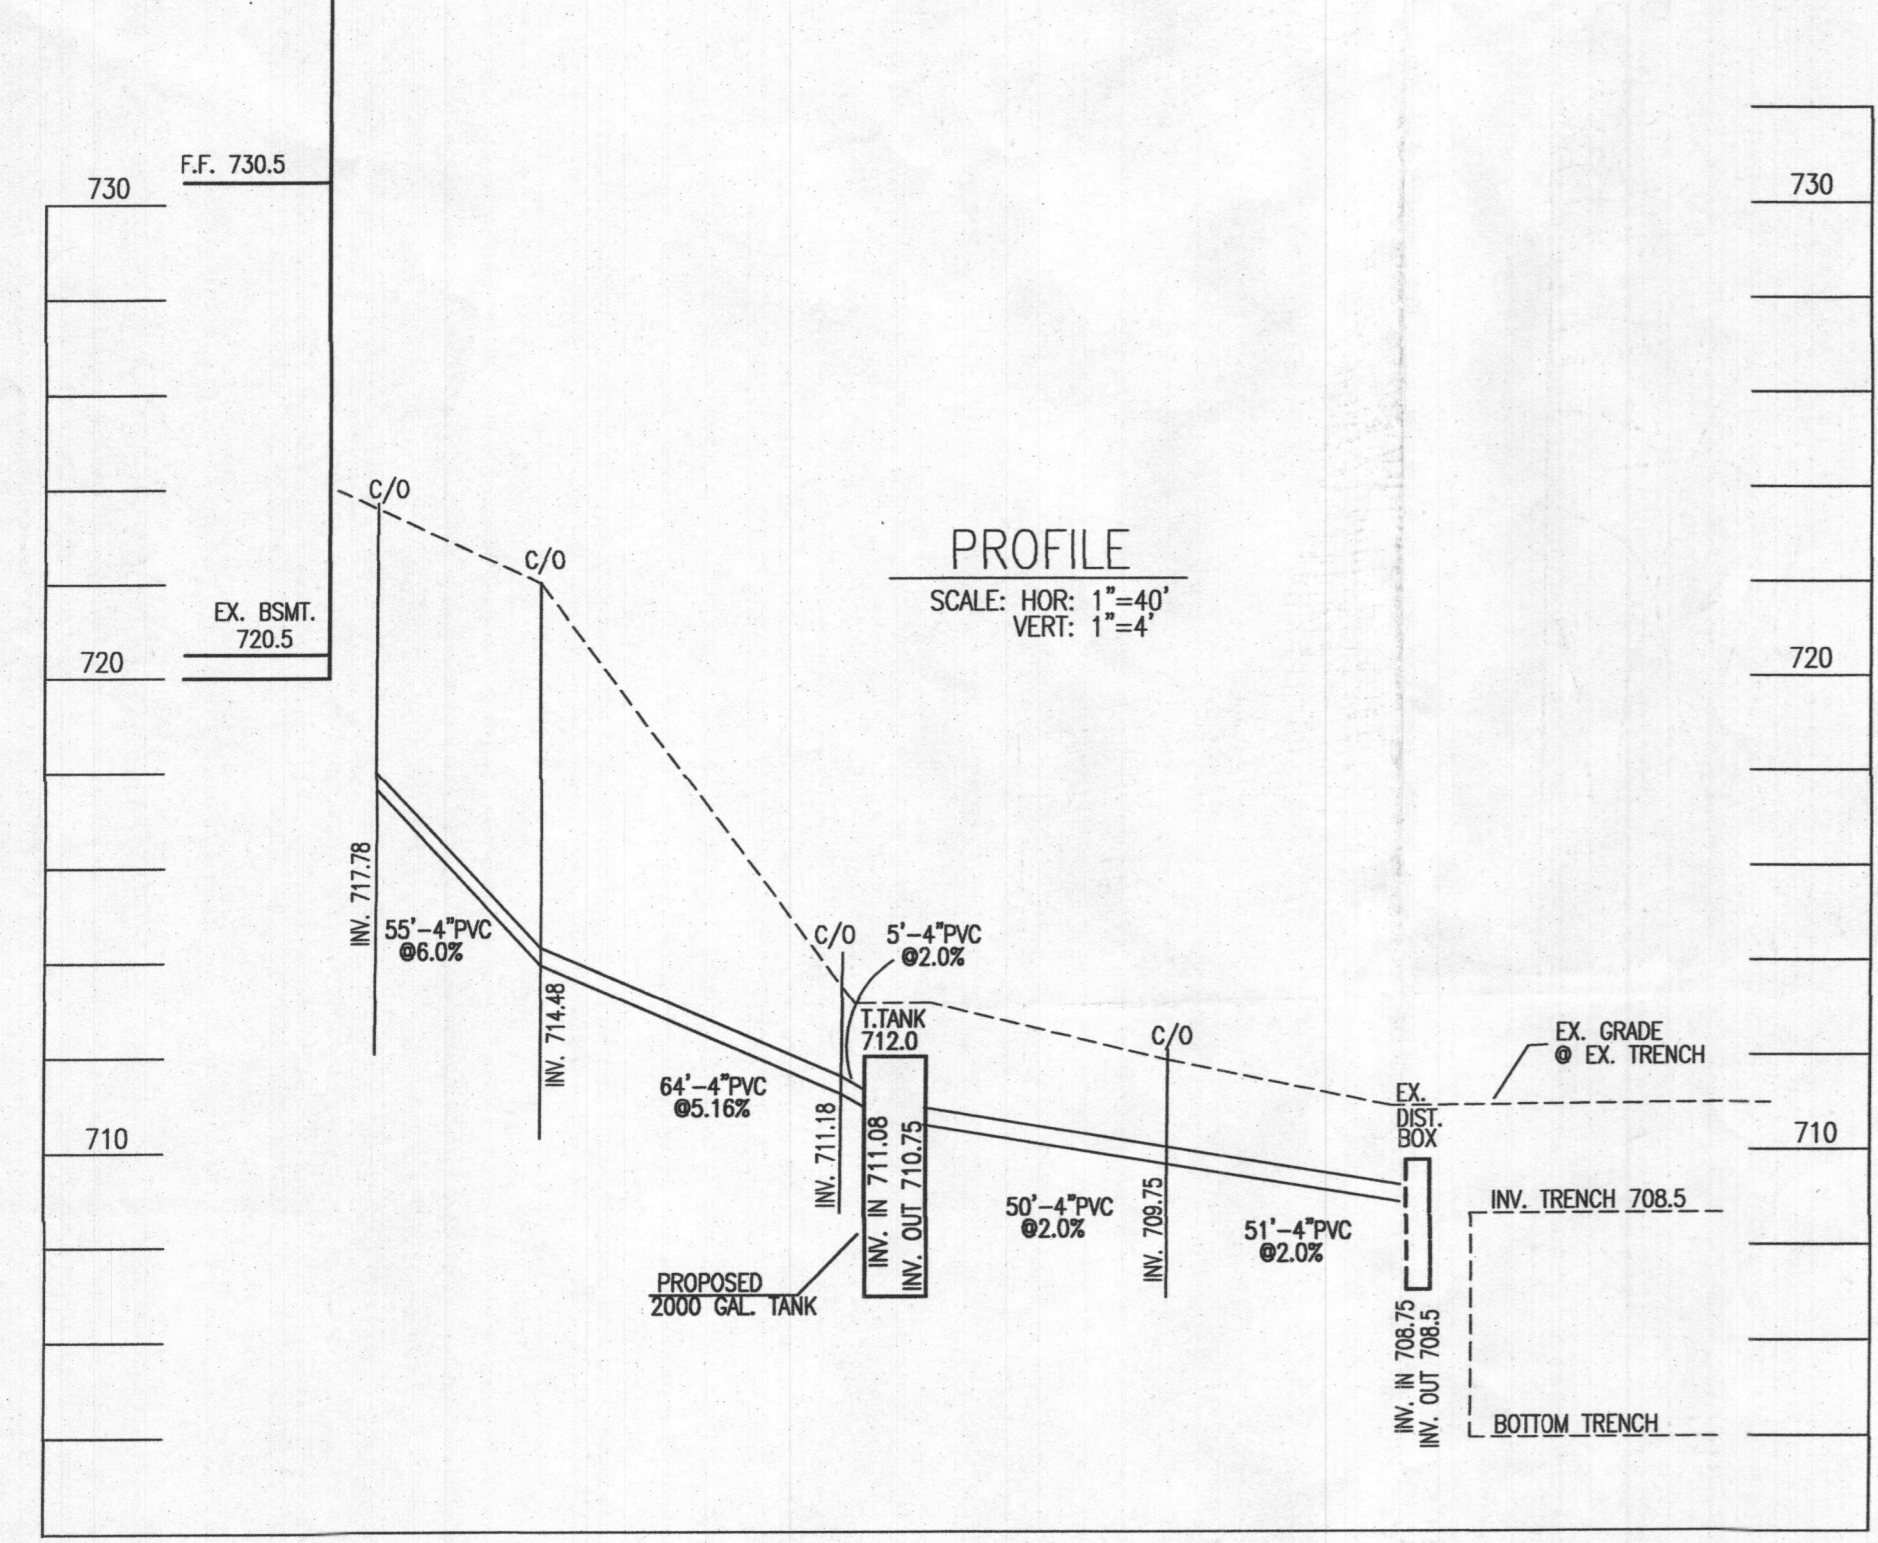 F.F. 730.5
730
730
C/O
C/O
PROFILE
SCALE: HOR: 1"=40'
VERT: 1"=4'
EX. BSMT.
720.5
720
720
INV. 717.78
55'-4"PVC
@6.0%
C/O
5'-4"PVC
@2.0%
INV. 714.48
T.TANK
712.0
C/O
EX. GRADE
@ EX. TRENCH
64'-4"PVC
@5.16%
EX.
DIST.
BOX
710
710
INV. 711.18
INV. IN 711.08
INV. OUT 710.75
50'-4"PVC
@2.0%
INV. 709.75
51'-4"PVC
@2.0%
INV. TRENCH 708.5
PROPOSED
2000 GAL. TANK
INV. IN 708.75
INV. OUT 708.5
BOTTOM TRENCH